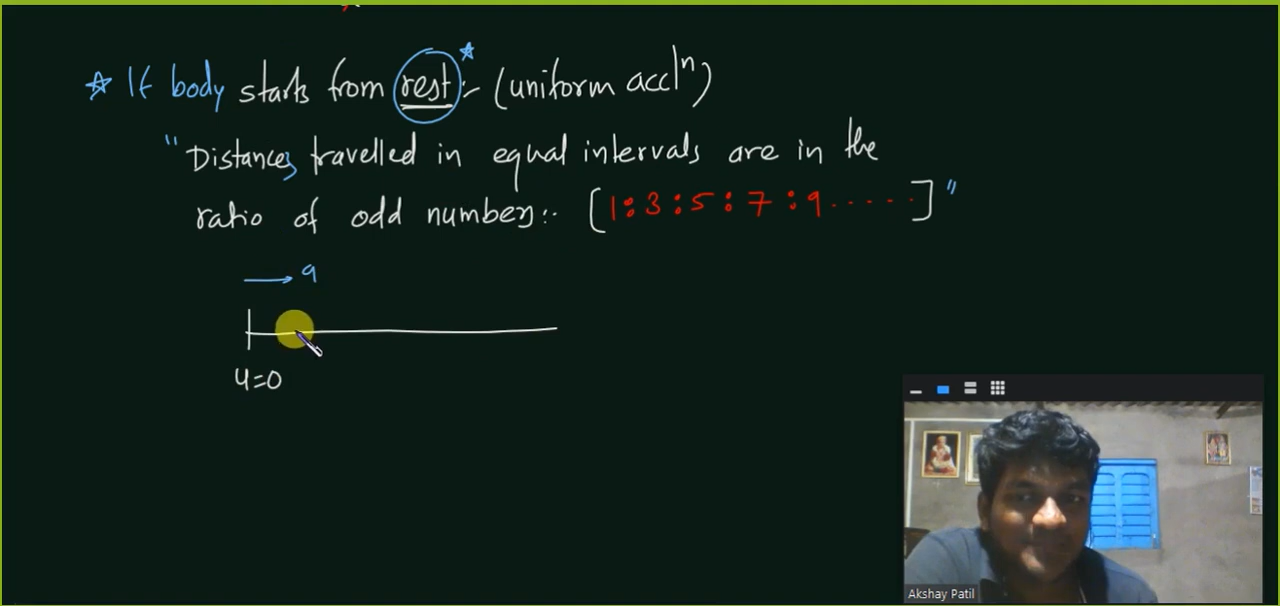 ☆ If body starts from rest☆:- (uniform acclⁿ)
"Distances travelled in equal intervals are in the
ratio of odd numbers:- [1:3:5:7:9.....]"
→ a
u=0
Akshay Patil